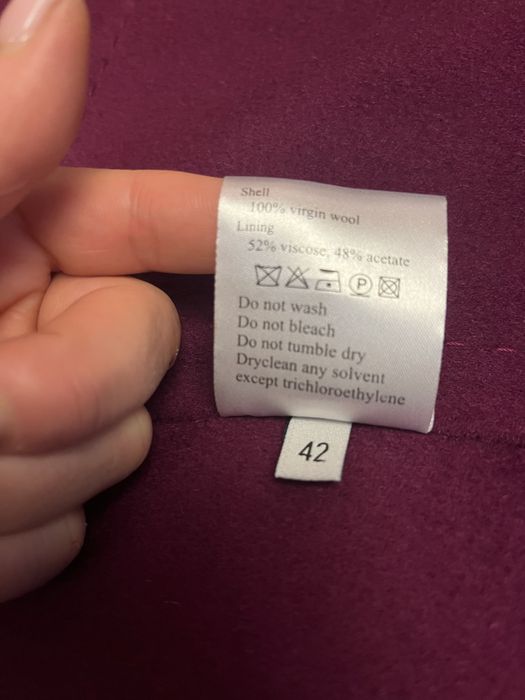 Shell
100% virgin wool
Lining
52% viscose, 48% acetate
P
Do not wash
Do not bleach
Do not tumble dry
Dryclean any solvent
except trichloroethylene
42